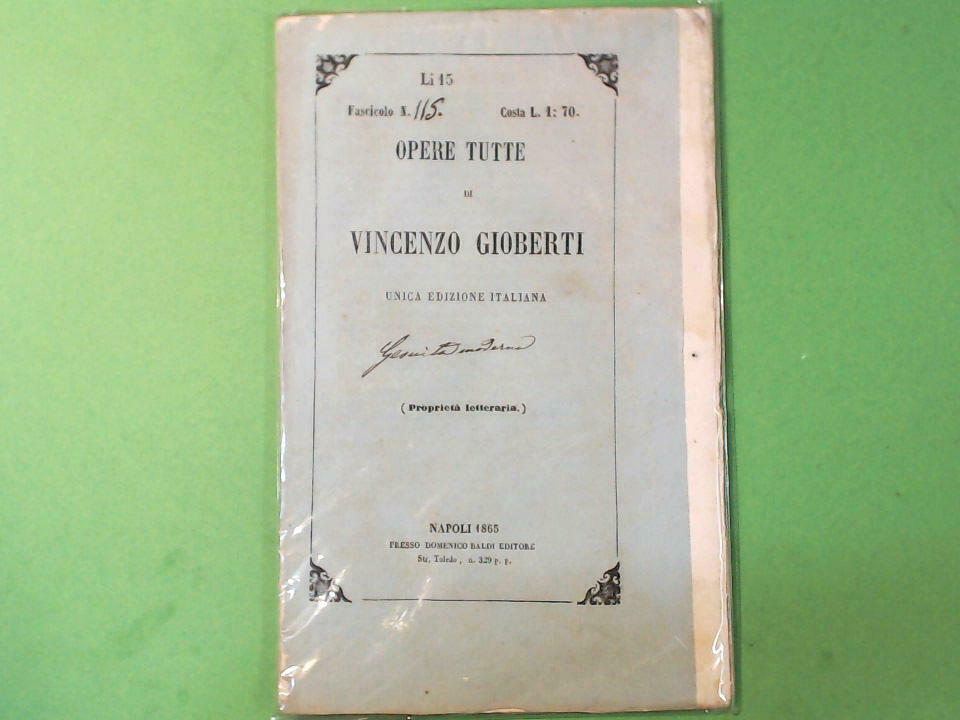 Li 15
Fascicolo N. 115. Costa L. 1: 70.
OPERE TUTTE
DI
VINCENZO GIOBERTI
UNICA EDIZIONE ITALIANA
Gesuita moderno
( Proprietà letteraria. )
NAPOLI 1865
PRESSO DOMENICO BALDI EDITORE
Str. Toledo, n. 329 p. p.